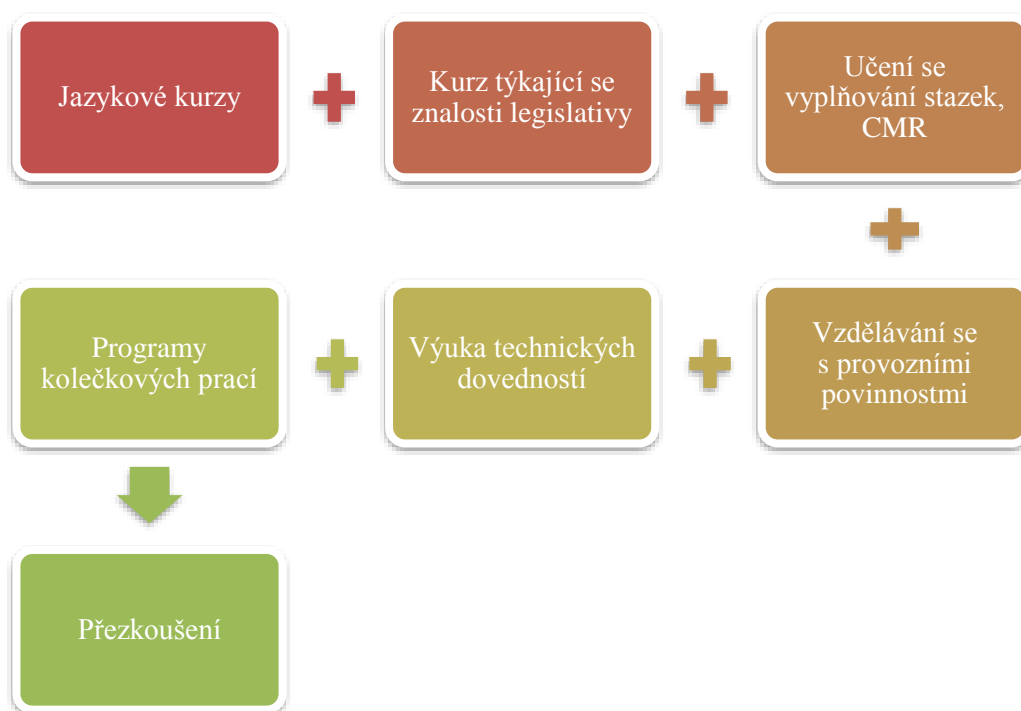 Jazykové kurzy
Kurz týkající se
znalosti legislativy
Učení se
vyplňování stazek,
CMR
Programy
kolečkových prací
Výuka technických
dovedností
Vzdělávání se
s provozními
povinnostmi
Přezkoušení